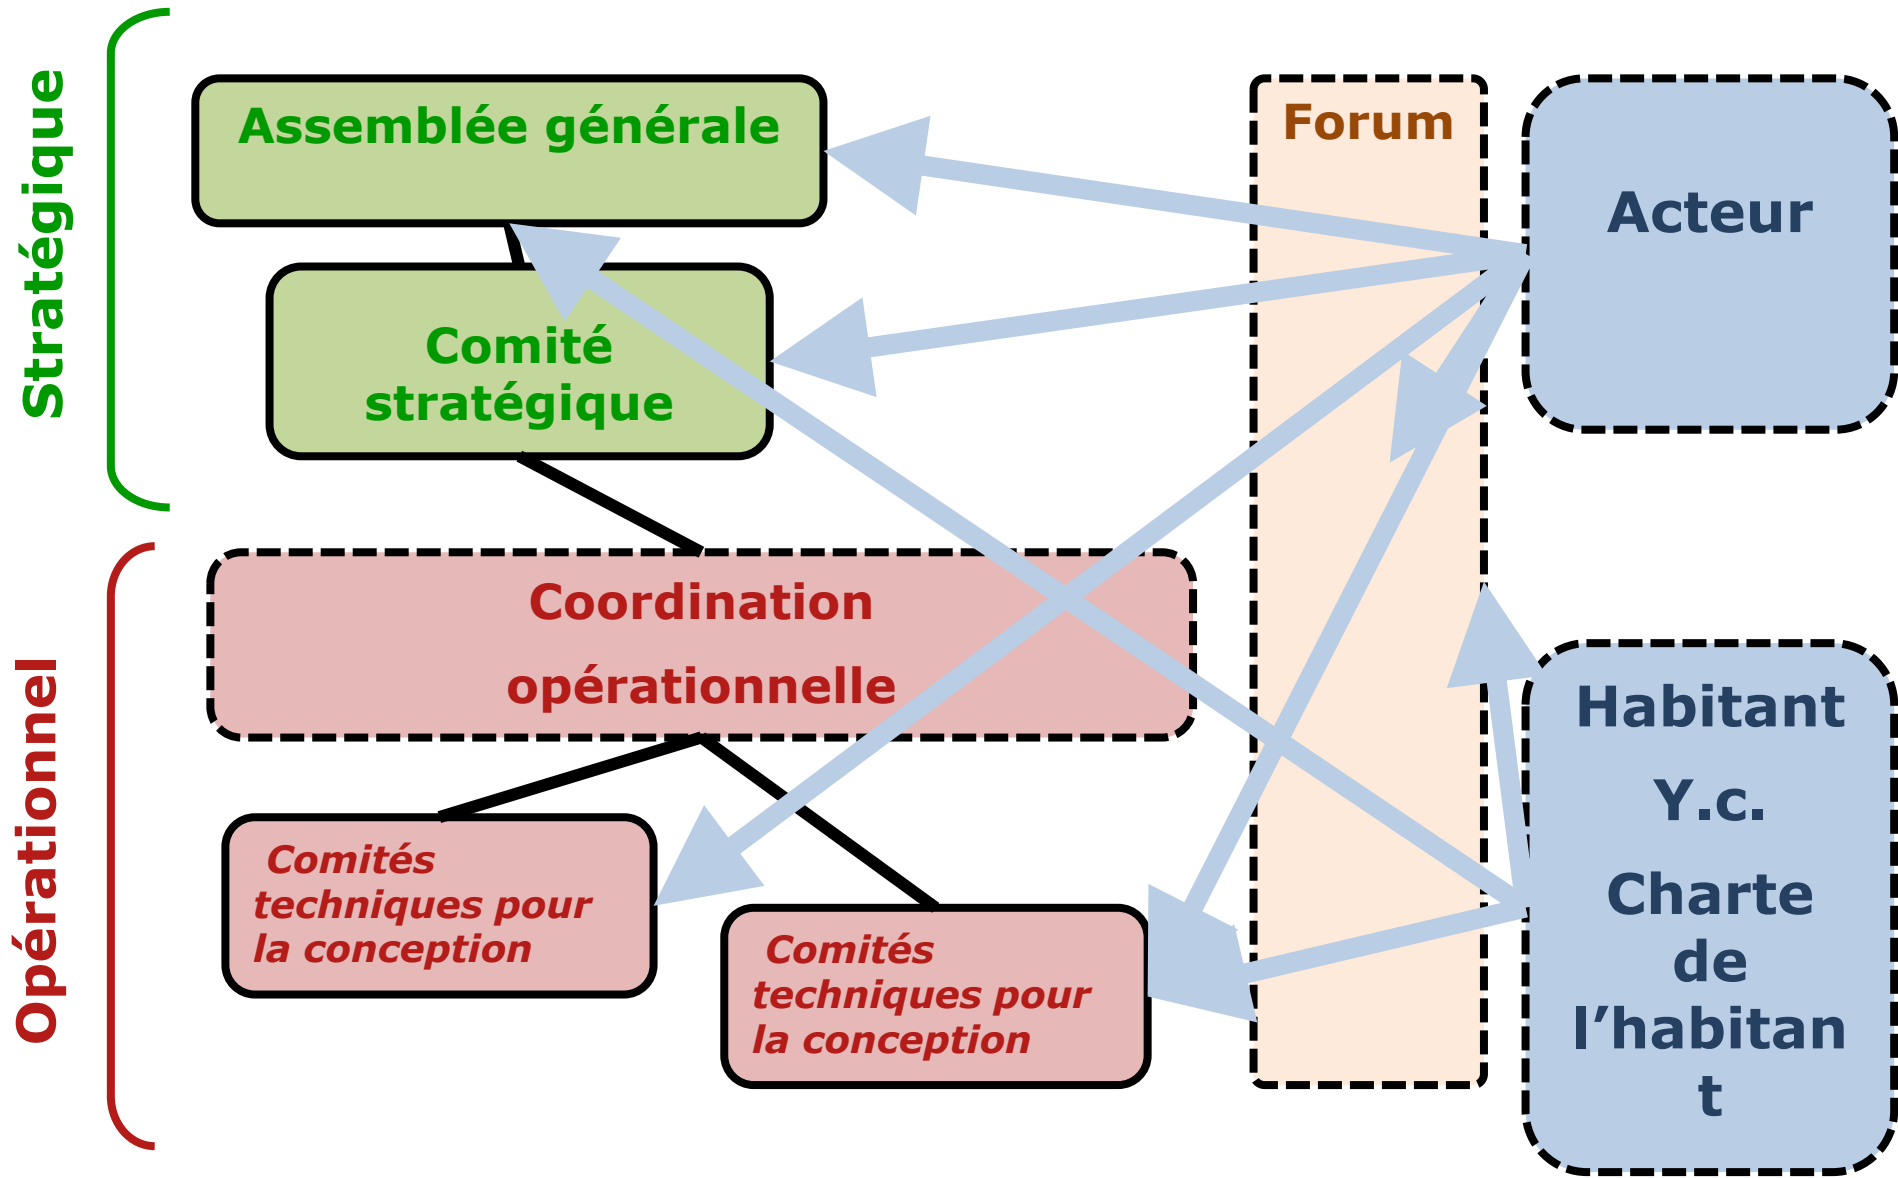 Stratégique
Assemblée générale
Comité
stratégique
Forum
Acteur
Opérationnel
Coordination
opérationnelle
Comités
techniques pour
la conception
Comités
techniques pour
la conception
Habitant
Y.c.
Charte
de
l’habitan
t